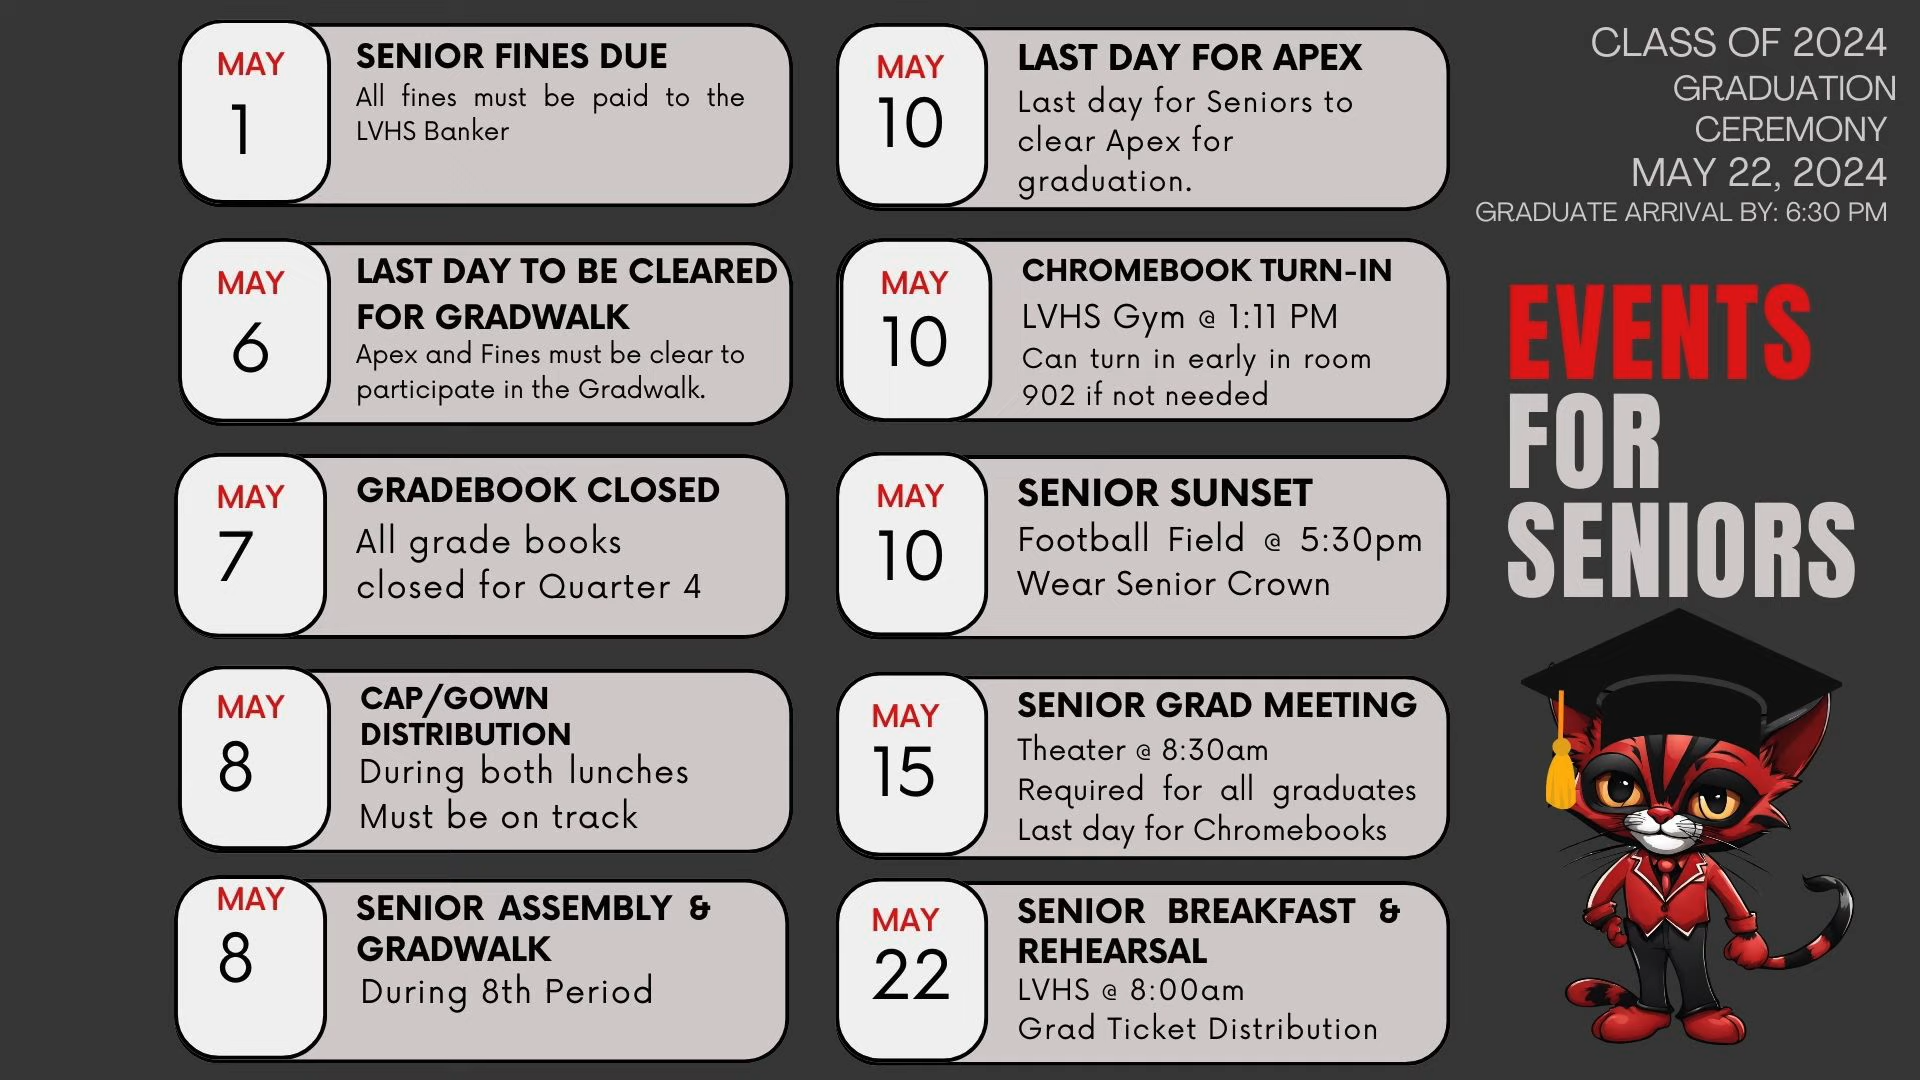 MAY
1
SENIOR FINES DUE
All fines must be paid to the
LVHS Banker
MAY
6
LAST DAY TO BE CLEARED
FOR GRADWALK
Apex and Fines must be clear to
participate in the Gradwalk.
MAY
7
GRADEBOOK CLOSED
All grade books
closed for Quarter 4
MAY
8
CAP/GOWN
DISTRIBUTION
During both lunches
Must be on track
MAY
8
SENIOR ASSEMBLY &
GRADWALK
During 8th Period
MAY
10
LAST DAY FOR APEX
Last day for Seniors to
clear Apex for
graduation.
MAY
10
CHROMEBOOK TURN-IN
LVHS Gym @ 1:11 PM
Can turn in early in room
902 if not needed
MAY
10
SENIOR SUNSET
Football Field @ 5:30pm
Wear Senior Crown
MAY
15
SENIOR GRAD MEETING
Theater @ 8:30am
Required for all graduates
Last day for Chromebooks
MAY
22
SENIOR BREAKFAST &
REHEARSAL
LVHS @ 8:00am
Grad Ticket Distribution
CLASS OF 2024
GRADUATION
CEREMONY
MAY 22, 2024
GRADUATE ARRIVAL BY: 6:30 PM
EVENTS
FOR
SENIORS